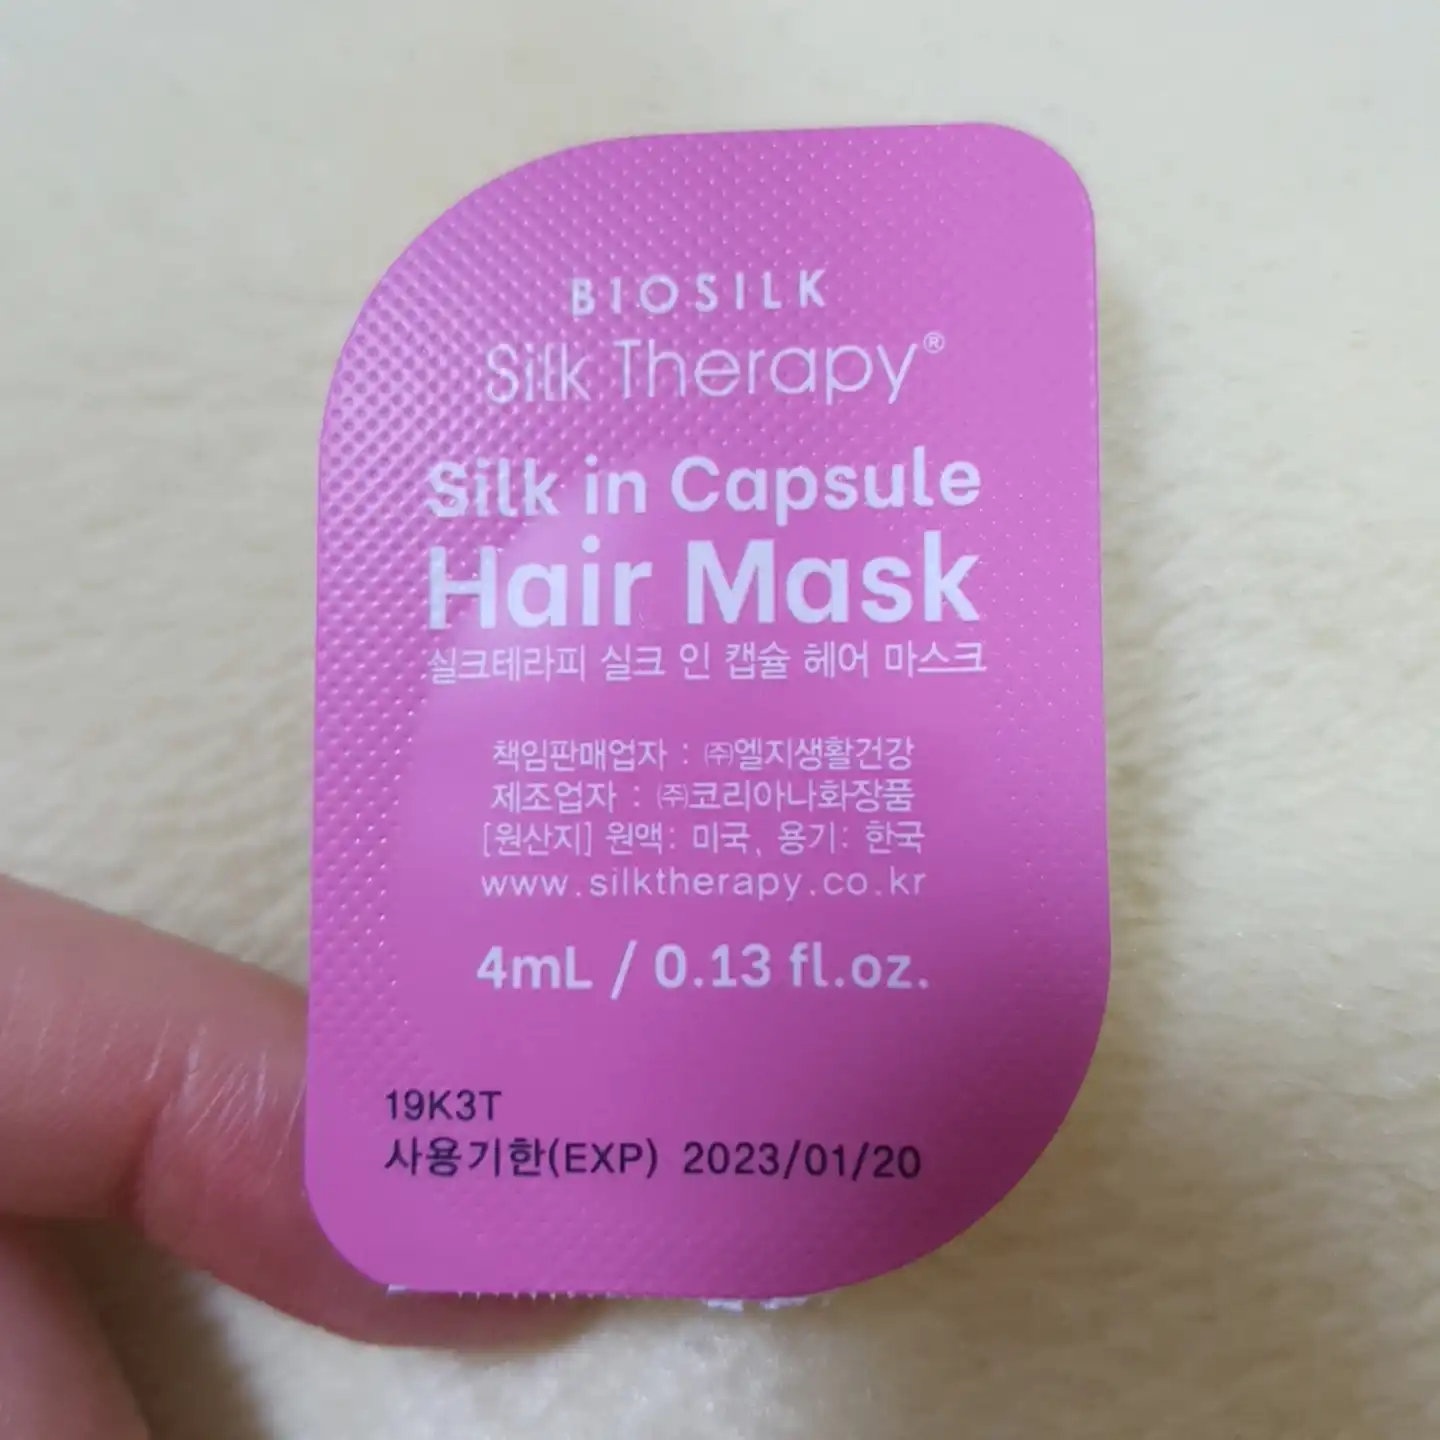 BIOSILK
Silk Therapy®
Silk in Capsule
Hair Mask
실크테라피 실크 인 캡슐 헤어 마스크
책임판매업자 : ㈜엘지생활건강
제조업자 : ㈜코리아나화장품
[원산지] 원액: 미국, 용기: 한국
www.silktherapy.co.kr
4mL / 0.13 fl.oz.
19K3T
사용기한(EXP) 2023/01/20